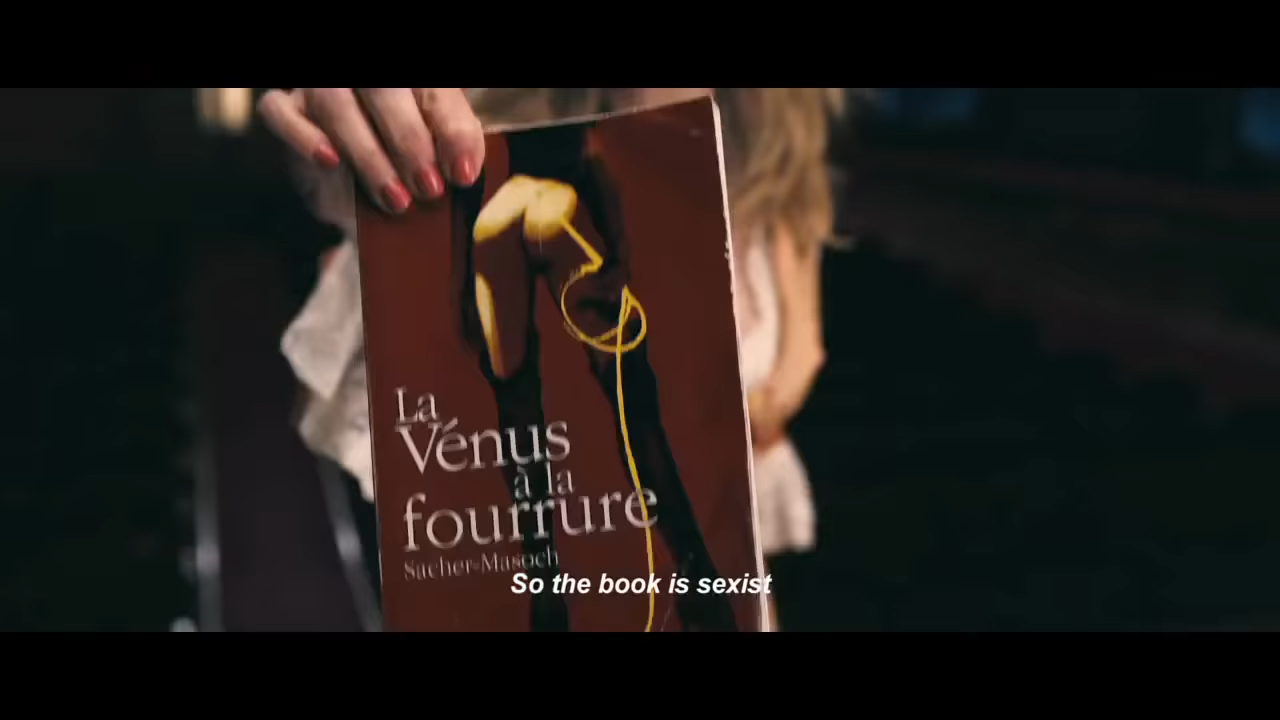 La
Vénus
à la
fourrure
Sacher-Masoch
So the book is sexist